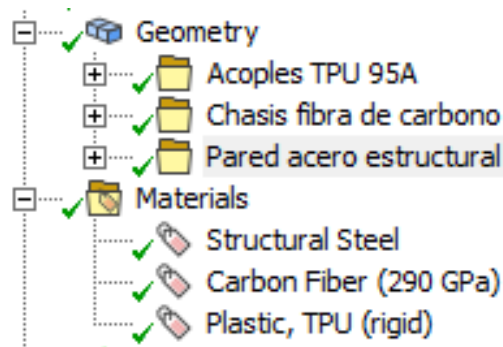 Geometry
Acoples TPU 95A
Chasis fibra de carbono
Pared acero estructural
Materials
Structural Steel
Carbon Fiber (290 GPa)
Plastic, TPU (rigid)